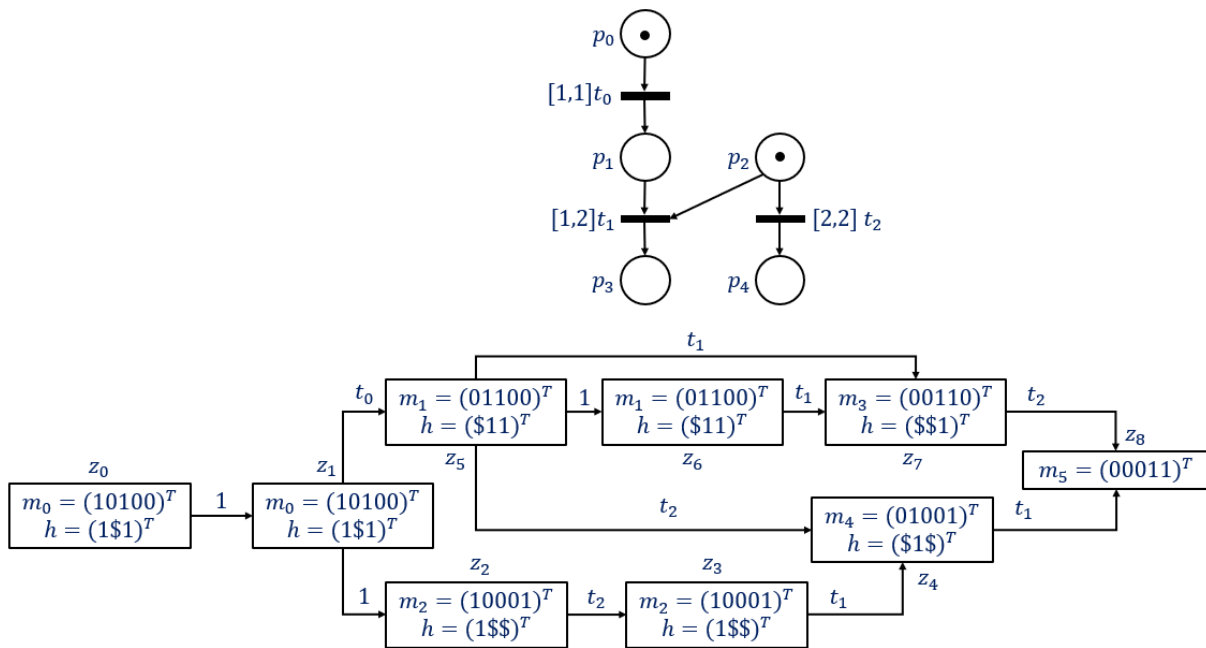 p₀
[1,1]t₀
p₁
p₂
[1,2]t₁
[2,2] t₂
p₃
p₄
t₁
t₀
m₁ = (01100)ᵀ
h = ($11)ᵀ
1
m₁ = (01100)ᵀ
h = ($11)ᵀ
t₁
m₃ = (00110)ᵀ
h = ($$1)ᵀ
t₂
z₀
z₁
z₅
z₆
z₇
z₈
m₀ = (10100)ᵀ
h = (1$1)ᵀ
1
m₀ = (10100)ᵀ
h = (1$1)ᵀ
m₅ = (00011)ᵀ
t₂
m₄ = (01001)ᵀ
h = ($1$)ᵀ
t₁
z₂
z₃
z₄
1
m₂ = (10001)ᵀ
h = (1$$)ᵀ
t₂
m₂ = (10001)ᵀ
h = (1$$)ᵀ
t₁